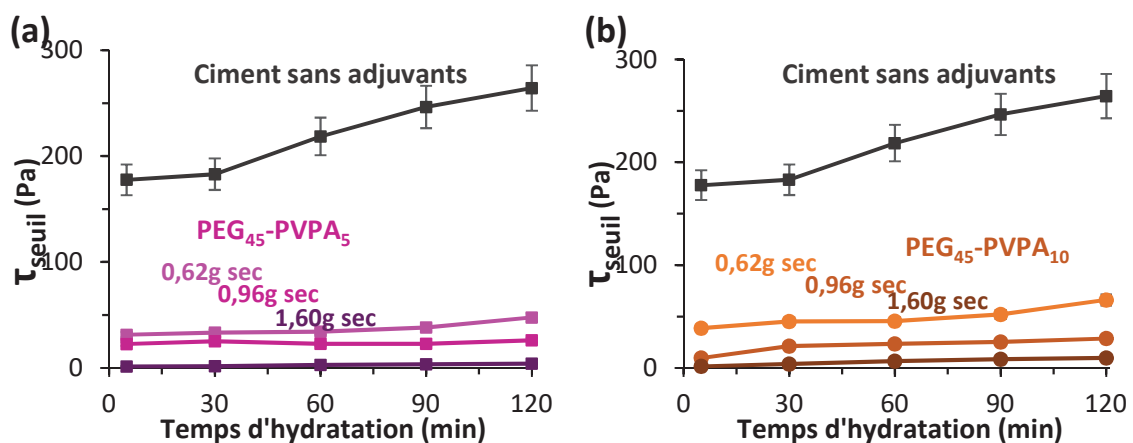 (a)
τseuil (Pa)
300
200
100
0
Ciment sans adjuvants
PEG45-PVPA5
0,62g sec
0,96g sec
1,60g sec
0 30 60 90 120
Temps d'hydratation (min)
(b)
τseuil (Pa)
300
200
100
0
Ciment sans adjuvants
PEG45-PVPA10
0,62g sec
0,96g sec
1,60g sec
0 30 60 90 120
Temps d'hydratation (min)